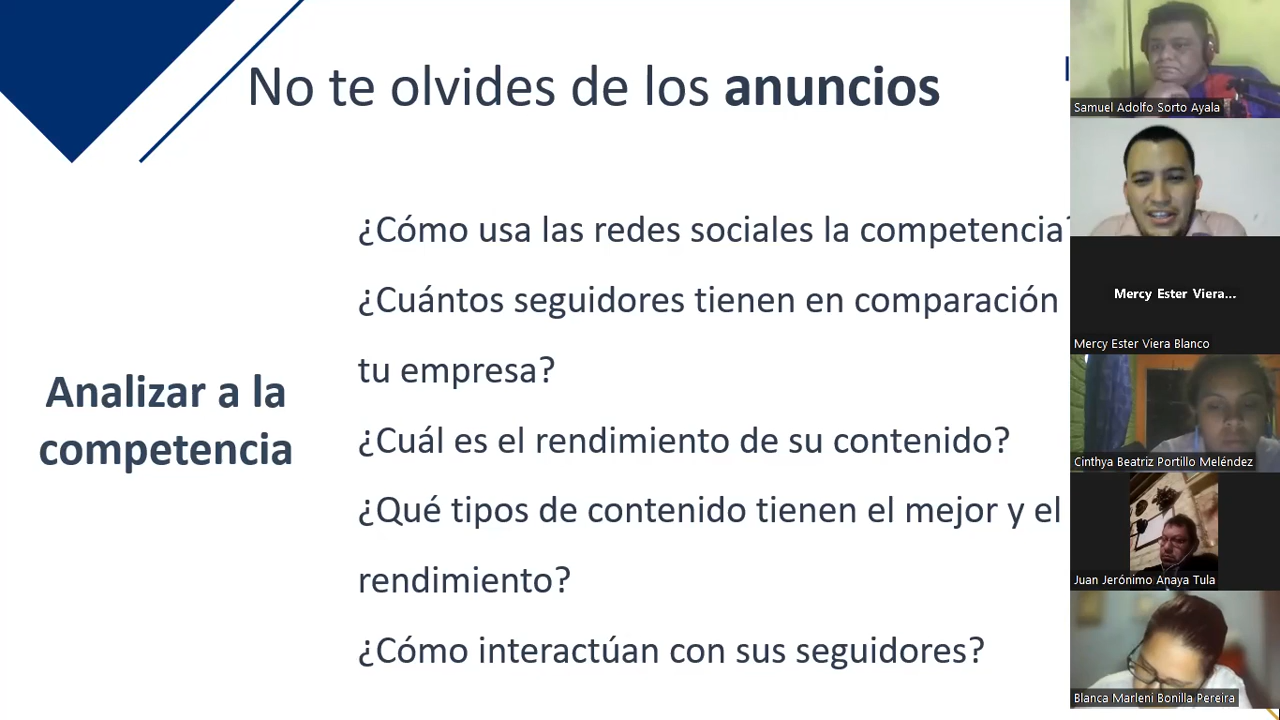 No te olvides de los anuncios
¿Cómo usa las redes sociales la competencia?
¿Cuántos seguidores tienen en comparación
tu empresa?
Analizar a la
competencia
¿Cuál es el rendimiento de su contenido?
¿Qué tipos de contenido tienen el mejor y el
rendimiento?
¿Cómo interactúan con sus seguidores?
Samuel Adolfo Sorto Ayala
Mercy Ester Viera...
Mercy Ester Viera Blanco
Cinthya Beatriz Portillo Meléndez
Juan Jerónimo Anaya Tula
Blanca Marleni Bonilla Pereira